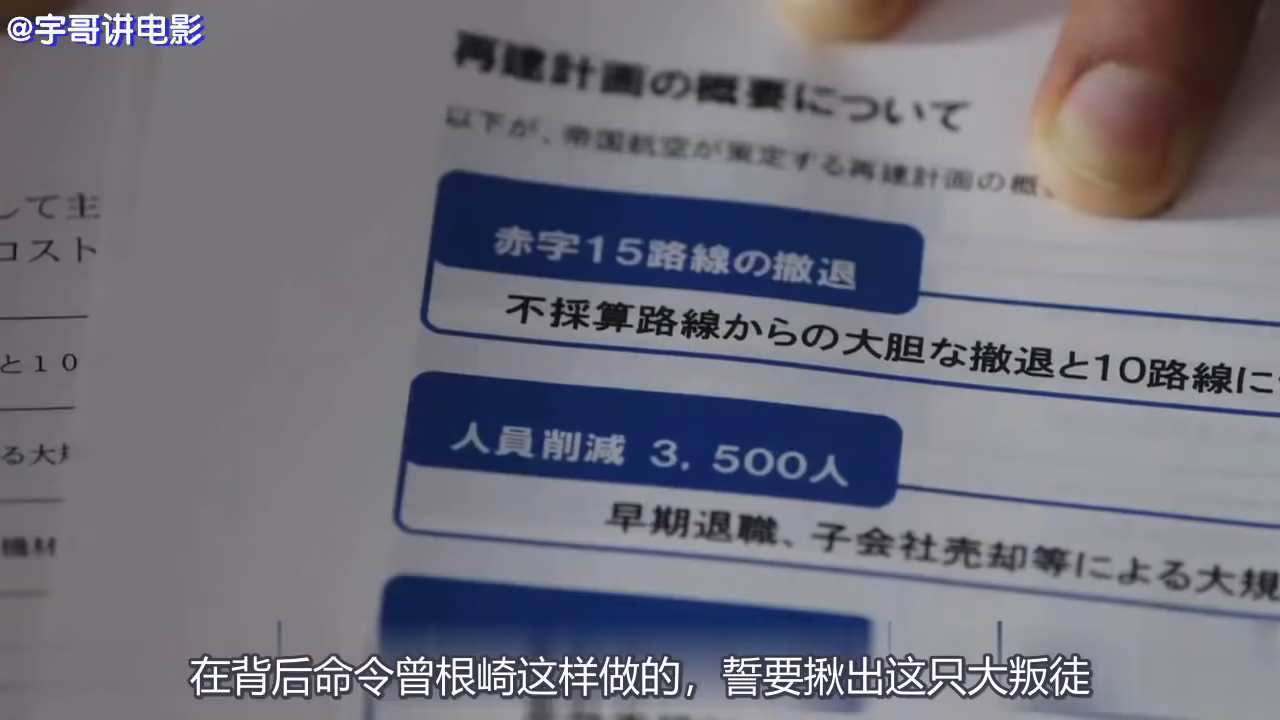 @宇哥讲电影
再建計画の概要について
以下が、帝国航空が策定する再建計画の概、
して主
コスト
赤字15路線の撤退
不採算路線からの大胆な撤退と10路線に
と10
人員削減 3，500人
る大規
早期退職、子会社売却等による大規
機材
在背后命令曾根崎这样做的，誓要揪出这只大叛徒